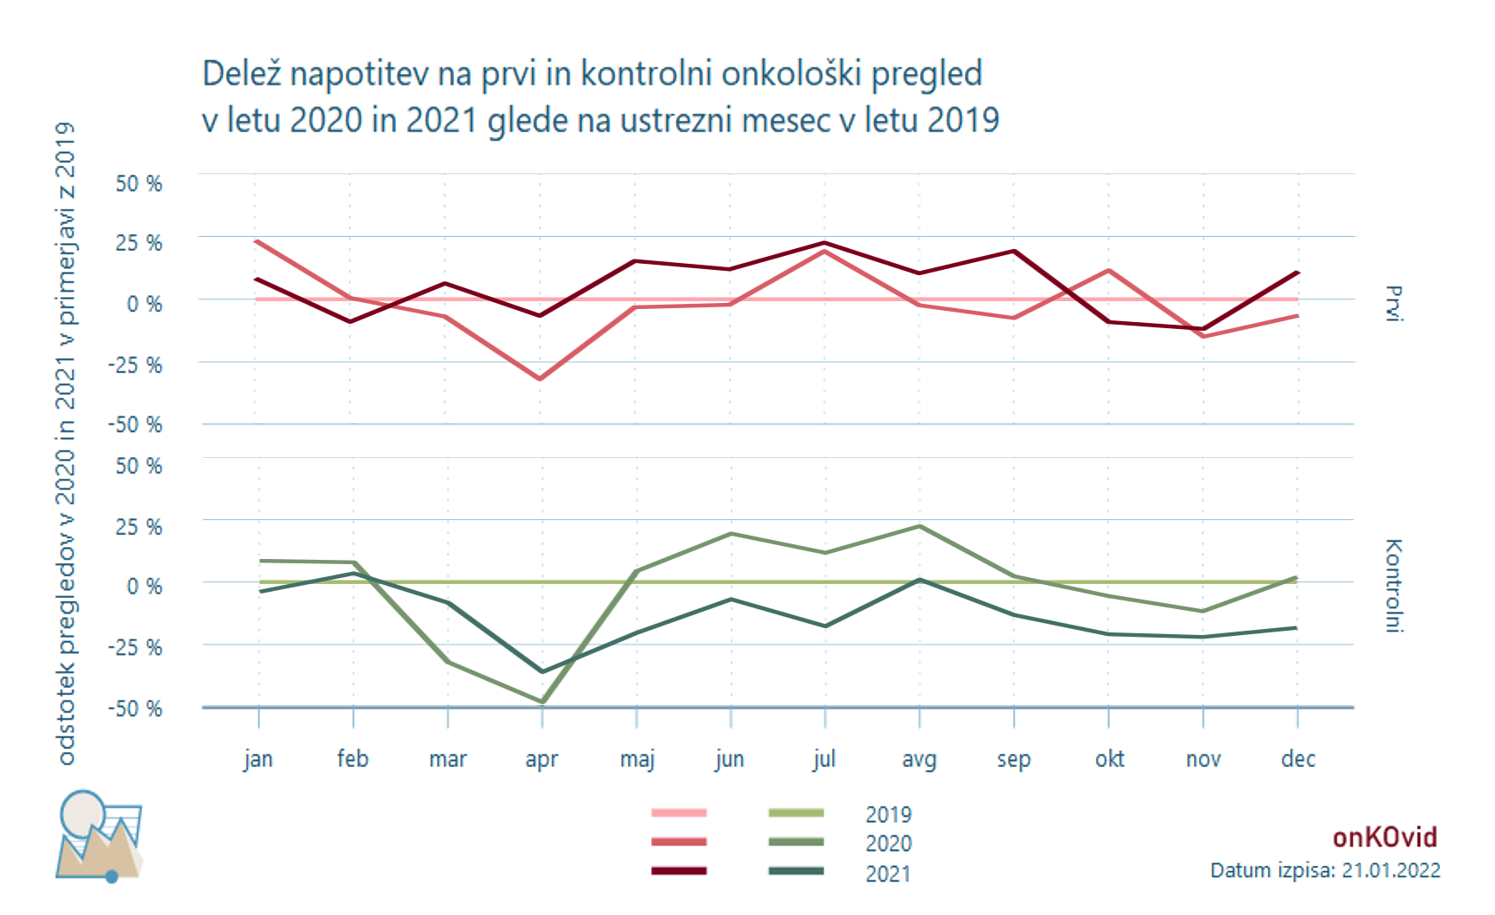 Delež napotitev na prvi in kontrolni onkološki pregled
v letu 2020 in 2021 glede na ustrezni mesec v letu 2019
odstotek pregledov v 2020 in 2021 v primerjavi z 2019
50 %
25 %
0 %
-25 %
-50 %
Prvi
50 %
25 %
0 %
-25 %
-50 %
Kontrolni
jan feb mar apr maj jun jul avg sep okt nov dec
2019
2020
2021
onKOvid
Datum izpisa: 21.01.2022